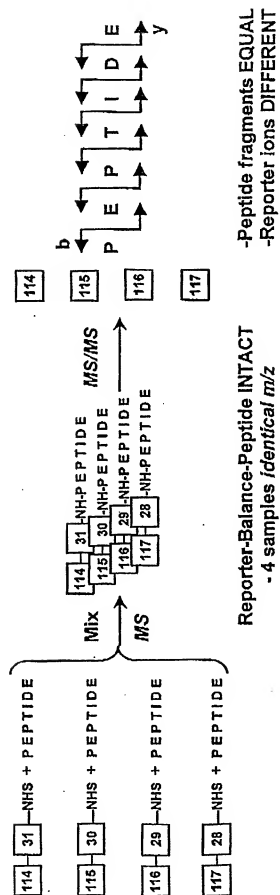 114 31 —NHS + PEPTIDE
115 30 —NHS + PEPTIDE
116 29 —NHS + PEPTIDE
117 28 —NHS + PEPTIDE
Mix
MS
114 31 -NH-PEPTIDE
115 30 -NH-PEPTIDE
116 29 -NH-PEPTIDE
117 28 -NH-PEPTIDE
Reporter-Balance-Peptide INTACT
- 4 samples identical m/z
MS/MS
114
115
116
117
b
P E P T I D E
y
-Peptide fragments EQUAL
-Reporter ions DIFFERENT